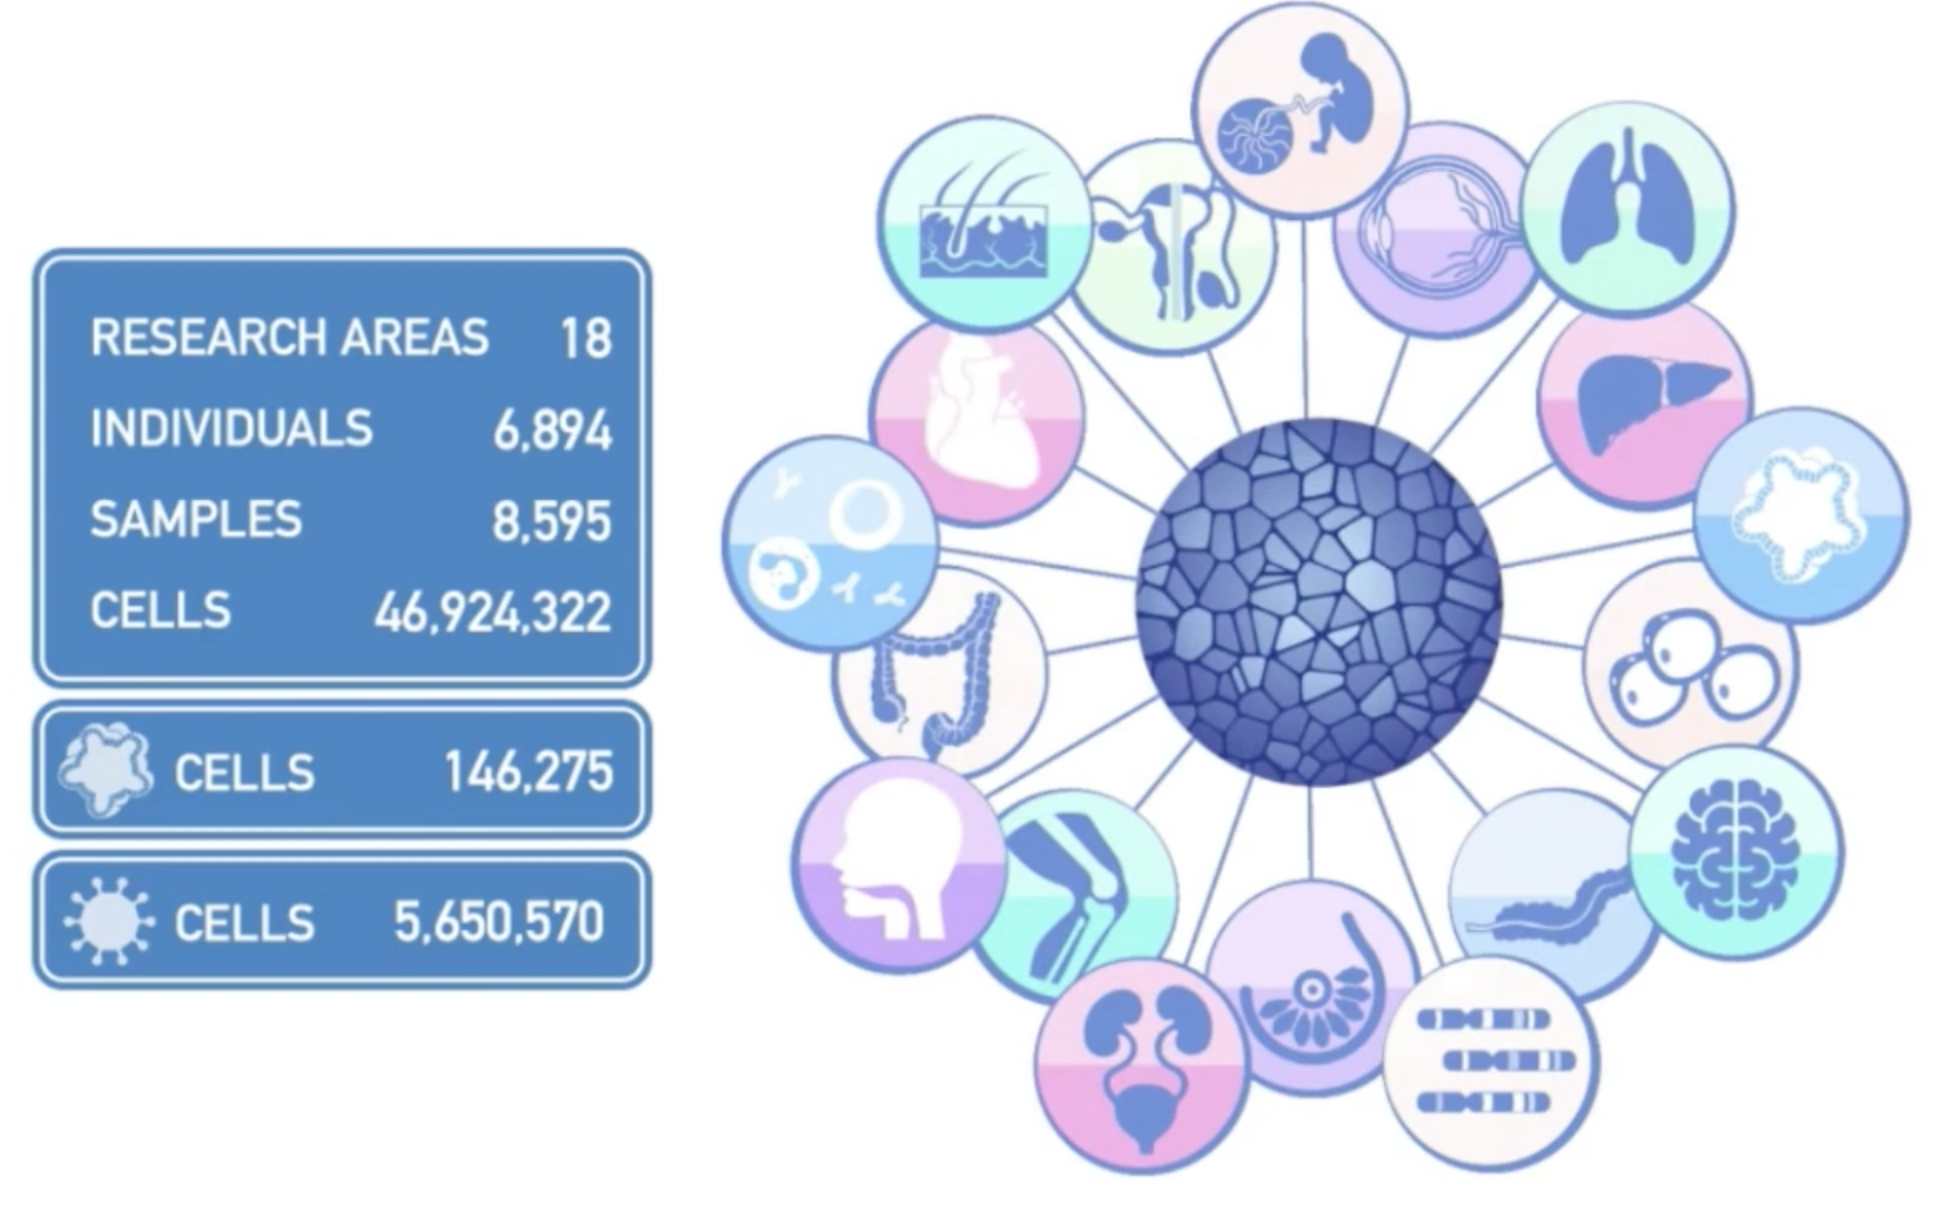 RESEARCH AREAS 18
INDIVIDUALS 6,894
SAMPLES 8,595
CELLS 46,924,322
CELLS 146,275
CELLS 5,650,570